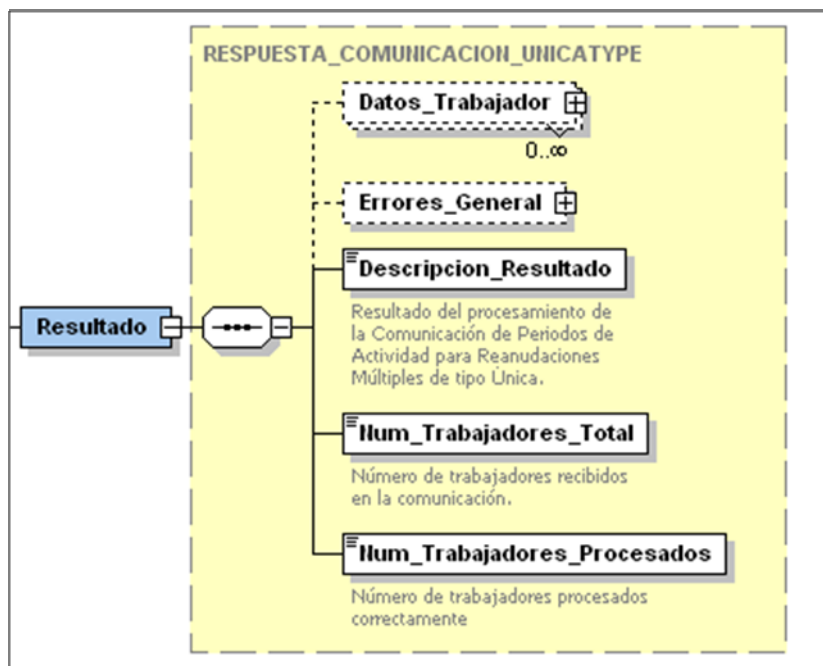 RESPUESTA_COMUNICACION_UNICATYPE
Datos_Trabajador
0..∞
Errores_General
Descripcion_Resultado
Resultado del procesamiento de
la Comunicación de Periodos de
Actividad para Reanudaciones
Múltiples de tipo Única.
Resultado
Num_Trabajadores_Total
Número de trabajadores recibidos
en la comunicación.
Num_Trabajadores_Procesados
Número de trabajadores procesados
correctamente